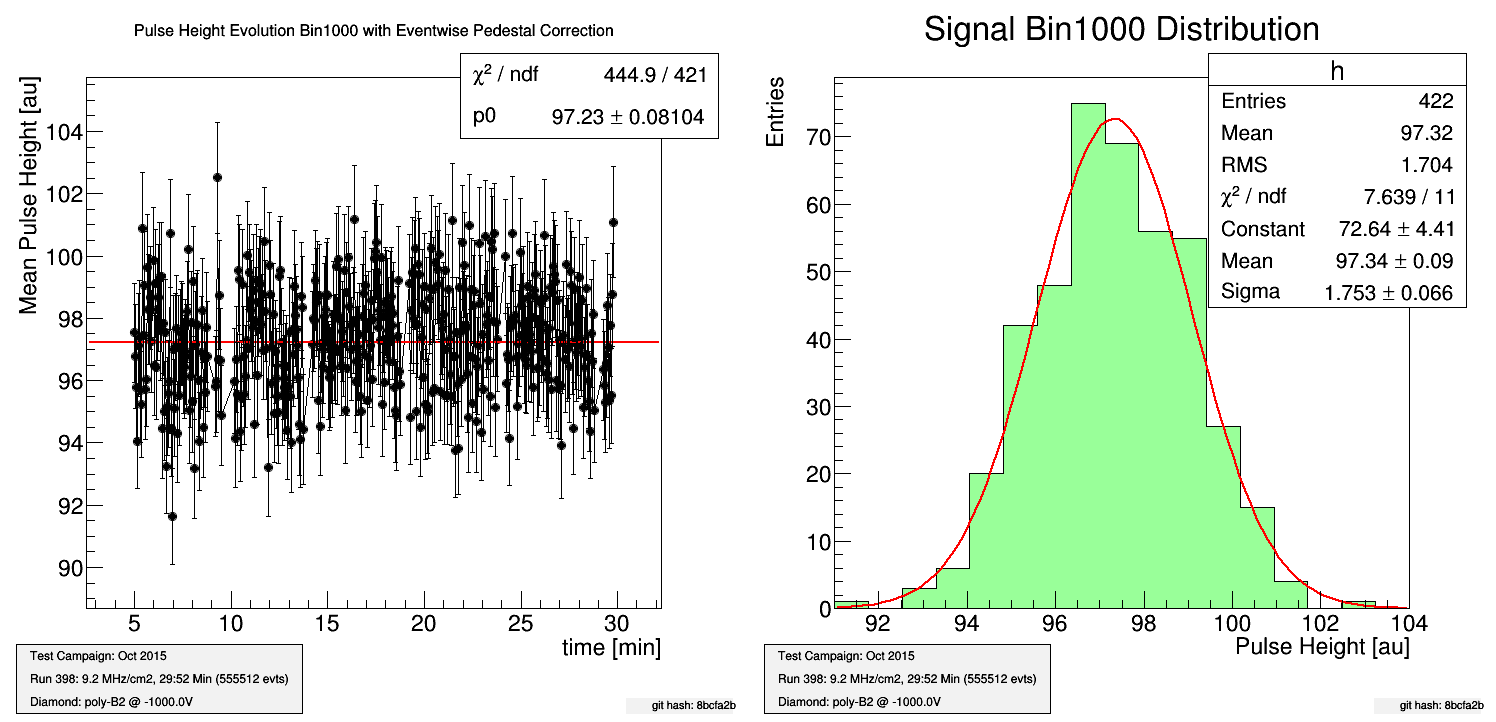 Pulse Height Evolution Bin1000 with Eventwise Pedestal Correction
χ² / ndf 444.9 / 421
p0 97.23 ± 0.08104
Mean Pulse Height [au]
104
102
100
98
96
94
92
90
5 10 15 20 25 30
time [min]
Test Campaign: Oct 2015
Run 398: 9.2 MHz/cm2, 29:52 Min (555512 evts)
Diamond: poly-B2 @ -1000.0V
git hash: 8bcfa2b
Signal Bin1000 Distribution
h
Entries 422
Mean 97.32
RMS 1.704
χ² / ndf 7.639 / 11
Constant 72.64 ± 4.41
Mean 97.34 ± 0.09
Sigma 1.753 ± 0.066
Entries
70
60
50
40
30
20
10
0
92 94 96 98 100 102 104
Pulse Height [au]
Test Campaign: Oct 2015
Run 398: 9.2 MHz/cm2, 29:52 Min (555512 evts)
Diamond: poly-B2 @ -1000.0V
git hash: 8bcfa2b